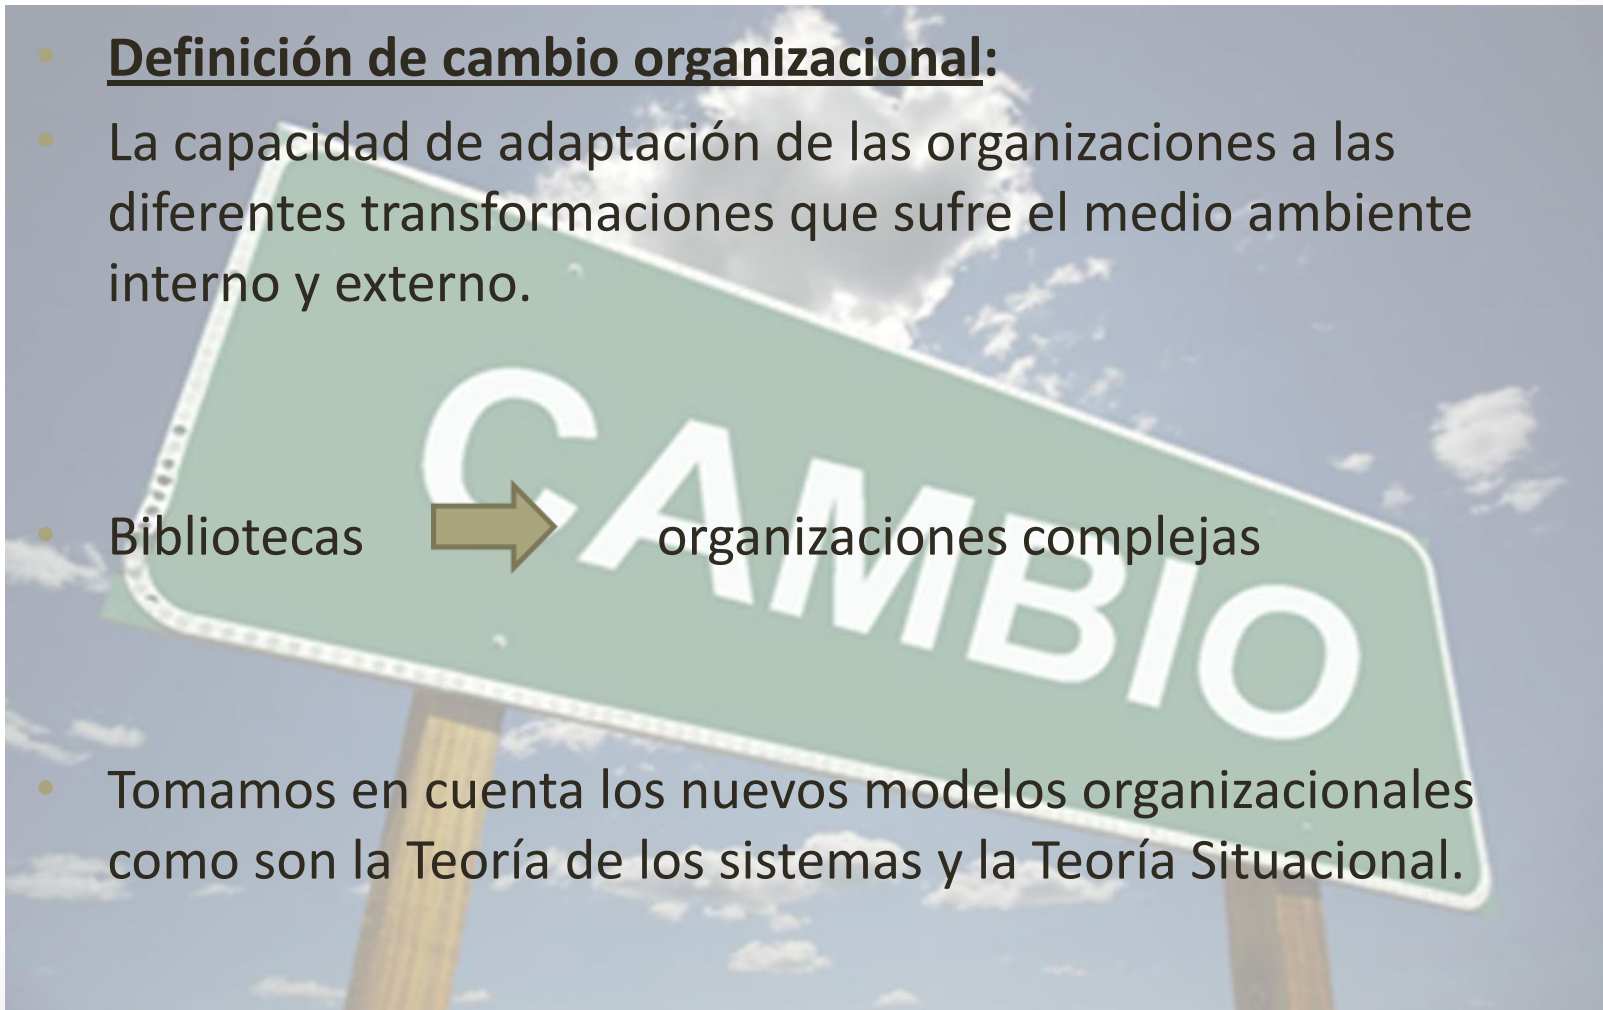 Definición de cambio organizacional:
La capacidad de adaptación de las organizaciones a las
diferentes transformaciones que sufre el medio ambiente
interno y externo.
CAMBIO
Bibliotecas organizaciones complejas
Tomamos en cuenta los nuevos modelos organizacionales
como son la Teoría de los sistemas y la Teoría Situacional.